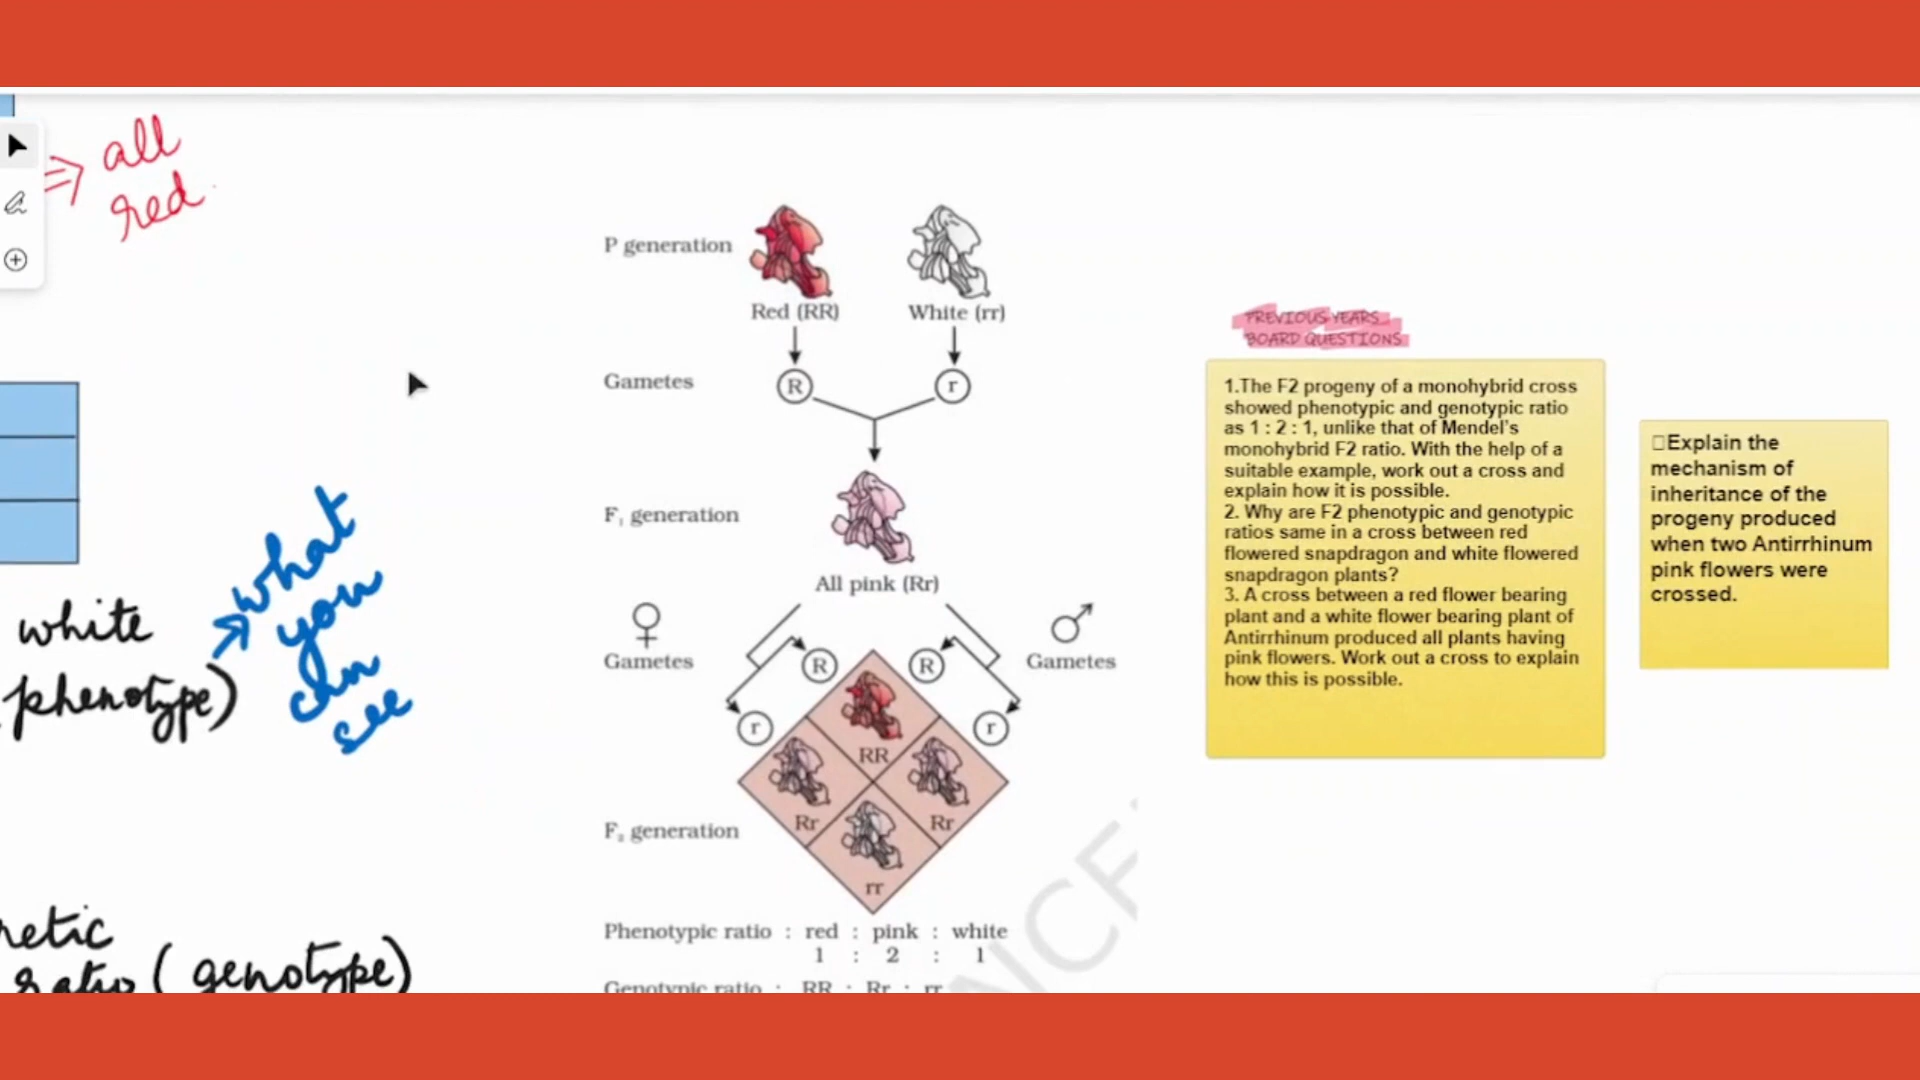 all
red
P generation
Red (RR) White (rr)
Gametes R r
F₁ generation
All pink (Rr)
Gametes Gametes
R R
r r
RR
Rr Rr
F₂ generation
rr
Phenotypic ratio : red : pink : white
1 : 2 : 1
Genotypic ratio : RR : Rr : rr
white
phenotype)
what
you
can
see
ratio (genotype)
PREVIOUS YEARS
BOARD QUESTIONS
1.The F2 progeny of a monohybrid cross
showed phenotypic and genotypic ratio
as 1 : 2 : 1, unlike that of Mendel's
monohybrid F2 ratio. With the help of a
suitable example, work out a cross and
explain how it is possible.
2. Why are F2 phenotypic and genotypic
ratios same in a cross between red
flowered snapdragon and white flowered
snapdragon plants?
3. A cross between a red flower bearing
plant and a white flower bearing plant of
Antirrhinum produced all plants having
pink flowers. Work out a cross to explain
how this is possible.
Explain the
mechanism of
inheritance of the
progeny produced
when two Antirrhinum
pink flowers were
crossed.